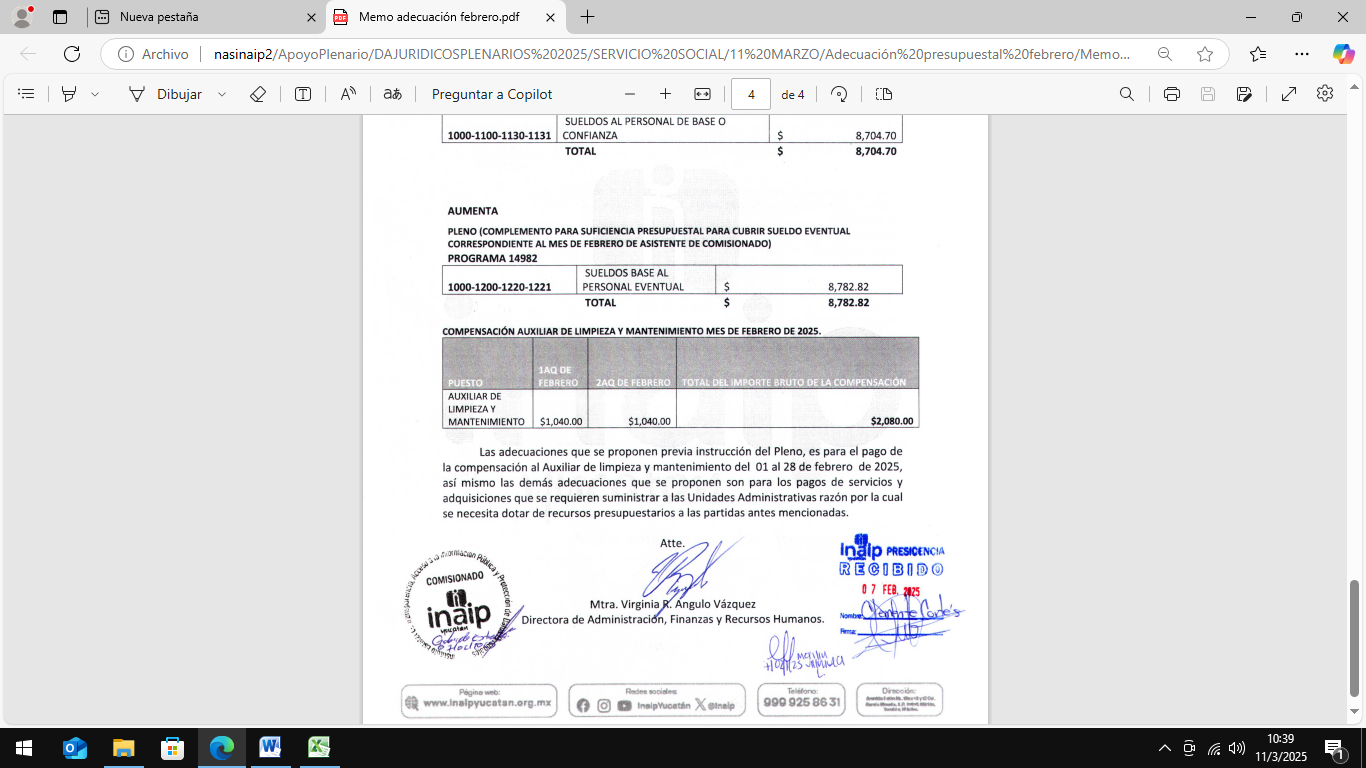 Nueva pestaña
Memo adecuación febrero.pdf
Archivo
nasinaip2/ApoyoPlenario/DAJURIDICOSPLENARIOS%202025/SERVICIO%20SOCIAL/11%20MARZO/Adecuación%20presupuestal%20febrero/Memo...
Dibujar
Preguntar a Copilot
4 de 4
1000-1100-1130-1131 SUELDOS AL PERSONAL DE BASE O CONFIANZA $ 8,704.70
TOTAL $ 8,704.70
AUMENTA
PLENO (COMPLEMENTO PARA SUFICIENCIA PRESUPUESTAL PARA CUBRIR SUELDO EVENTUAL
CORRESPONDIENTE AL MES DE FEBRERO DE ASISTENTE DE COMISIONADO)
PROGRAMA 14982
1000-1200-1220-1221 SUELDOS BASE AL PERSONAL EVENTUAL $ 8,782.82
TOTAL $ 8,782.82
COMPENSACIÓN AUXILIAR DE LIMPIEZA Y MANTENIMIENTO MES DE FEBRERO DE 2025.
PUESTO 1AQ DE FEBRERO 2AQ DE FEBRERO TOTAL DEL IMPORTE BRUTO DE LA COMPENSACIÓN
AUXILIAR DE LIMPIEZA Y MANTENIMIENTO $1,040.00 $1,040.00 $2,080.00
Las adecuaciones que se proponen previa instrucción del Pleno, es para el pago de
la compensación al Auxiliar de limpieza y mantenimiento del 01 al 28 de febrero de 2025,
así mismo las demás adecuaciones que se proponen son para los pagos de servicios y
adquisiciones que se requieren suministrar a las Unidades Administrativas razón por la cual
se necesita dotar de recursos presupuestarios a las partidas antes mencionadas.
Atte.
Mtra. Virginia R. Angulo Vázquez
Directora de Administración, Finanzas y Recursos Humanos.
COMISIONADO
inaip
yucatán
inaip PRESIDENCIA
RECIBIDO
07 FEB. 2025
Nombre: Clemente Cortés
Firma:
Página web:
www.inaipyucatan.org.mx
Redes sociales:
InaipYucatán @Inaip
Teléfono:
999 925 86 31
Dirección:
10:39
11/3/2025
1